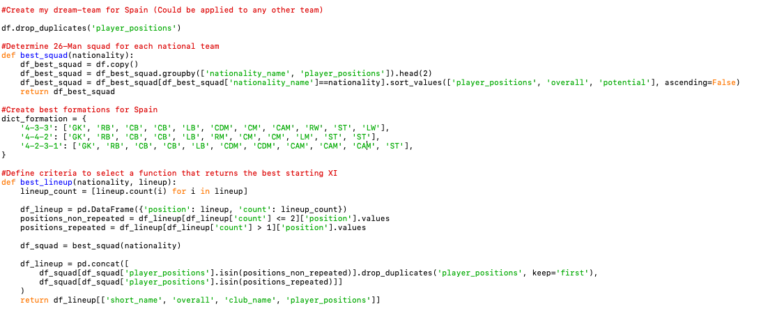 #Create my dream-team for Spain (Could be applied to any other team)
df.drop_duplicates('player_positions')
#Determine 26-Man squad for each national team
def best_squad(nationality):
    df_best_squad = df.copy()
    df_best_squad = df_best_squad.groupby(['nationality_name', 'player_positions']).head(2)
    df_best_squad = df_best_squad[df_best_squad['nationality_name']==nationality].sort_values(['player_positions', 'overall', 'potential'], ascending=False)
    return df_best_squad
#Create best formations for Spain
dict_formation = {
    '4-3-3': ['GK', 'RB', 'CB', 'CB', 'LB', 'CDM', 'CM', 'CAM', 'RW', 'ST', 'LW'],
    '4-4-2': ['GK', 'RB', 'CB', 'CB', 'LB', 'RM', 'CM', 'CM', 'LM', 'ST', 'ST'],
    '4-2-3-1': ['GK', 'RB', 'CB', 'CB', 'LB', 'CDM', 'CDM', 'CAM', 'CAM', 'CAM', 'ST'],
}
#Define criteria to select a function that returns the best starting XI
def best_lineup(nationality, lineup):
    lineup_count = [lineup.count(i) for i in lineup]
    df_lineup = pd.DataFrame({'position': lineup, 'count': lineup_count})
    positions_non_repeated = df_lineup[df_lineup['count'] <= 2]['position'].values
    positions_repeated = df_lineup[df_lineup['count'] > 1]['position'].values
    df_squad = best_squad(nationality)
    df_lineup = pd.concat([
        df_squad[df_squad['player_positions'].isin(positions_non_repeated)].drop_duplicates('player_positions', keep='first'),
        df_squad[df_squad['player_positions'].isin(positions_repeated)]]
    )
    return df_lineup[['short_name', 'overall', 'club_name', 'player_positions']]